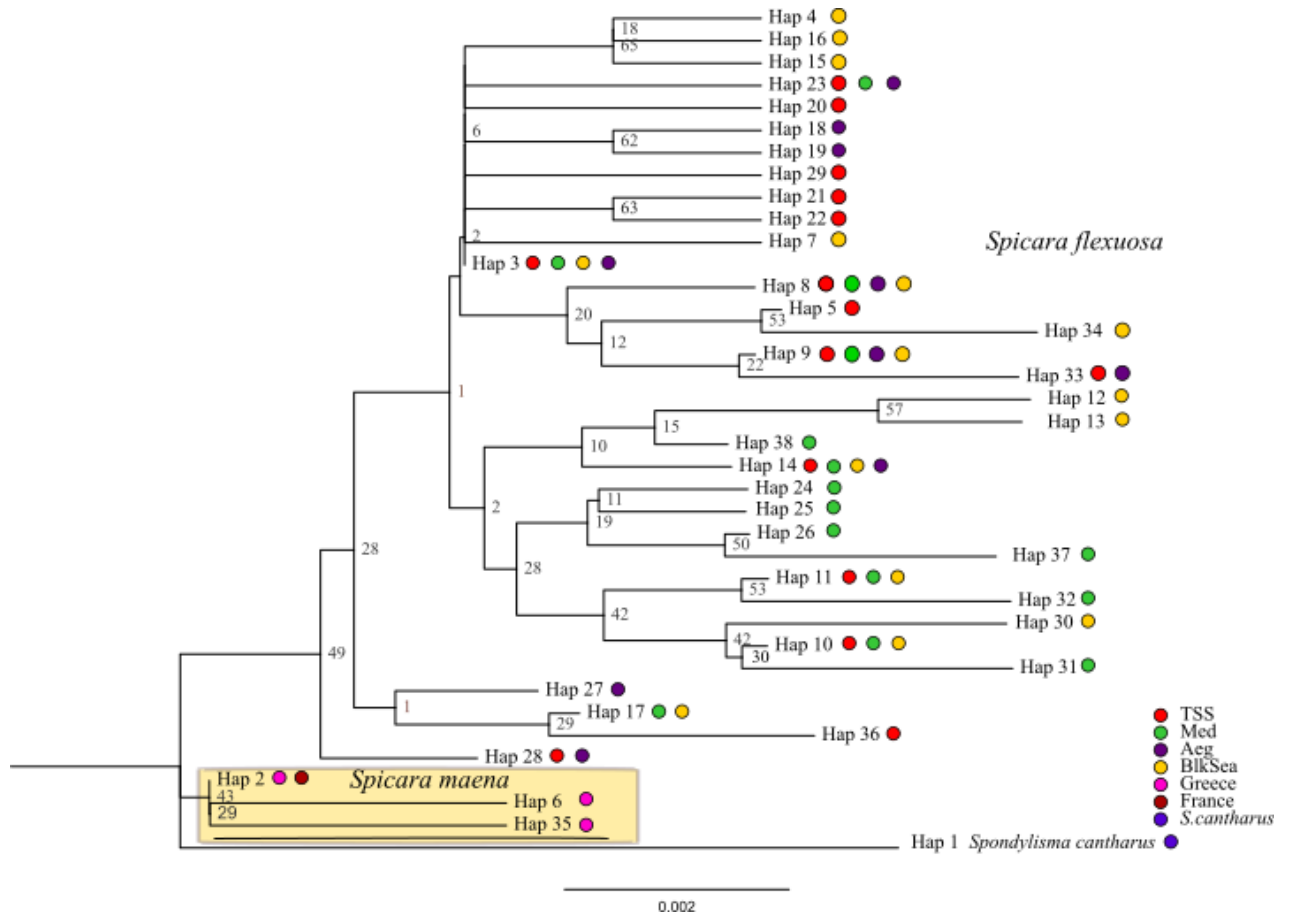 Hap 4
18
65
Hap 16
Hap 15
Hap 23
Hap 20
6
Hap 18
62
Hap 19
Hap 29
Hap 21
63
Hap 22
2
Hap 7
Spicara flexuosa
Hap 3
Hap 8
20
Hap 5
53
Hap 34
12
Hap 9
22
Hap 33
1
Hap 12
57
Hap 13
15
10
Hap 38
Hap 14
2
Hap 24
11
Hap 25
19
Hap 26
50
Hap 37
28
28
Hap 11
53
Hap 32
42
Hap 30
42
Hap 10
30
Hap 31
49
Hap 27
1
Hap 17
29
Hap 36
Hap 28
Hap 2
Spicara maena
43
29
Hap 6
Hap 35
Hap 1 Spondylisma cantharus
TSS
Med
Aeg
BlkSea
Greece
France
S.cantharus
0.002